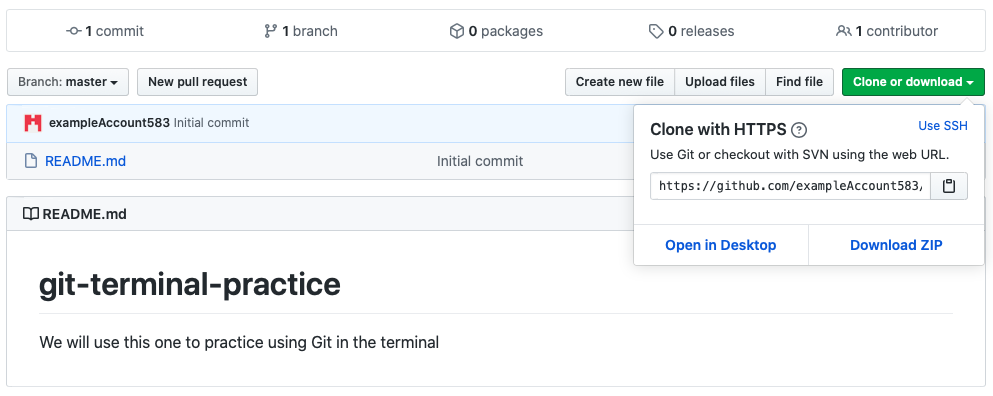 1 commit 1 branch 0 packages 0 releases 1 contributor
Branch: master New pull request Create new file Upload files Find file Clone or download
exampleAccount583 Initial commit
README.md Initial commit
Clone with HTTPS ? Use SSH
Use Git or checkout with SVN using the web URL.
https://github.com/exampleAccount583/
Open in Desktop Download ZIP
README.md
git-terminal-practice
We will use this one to practice using Git in the terminal